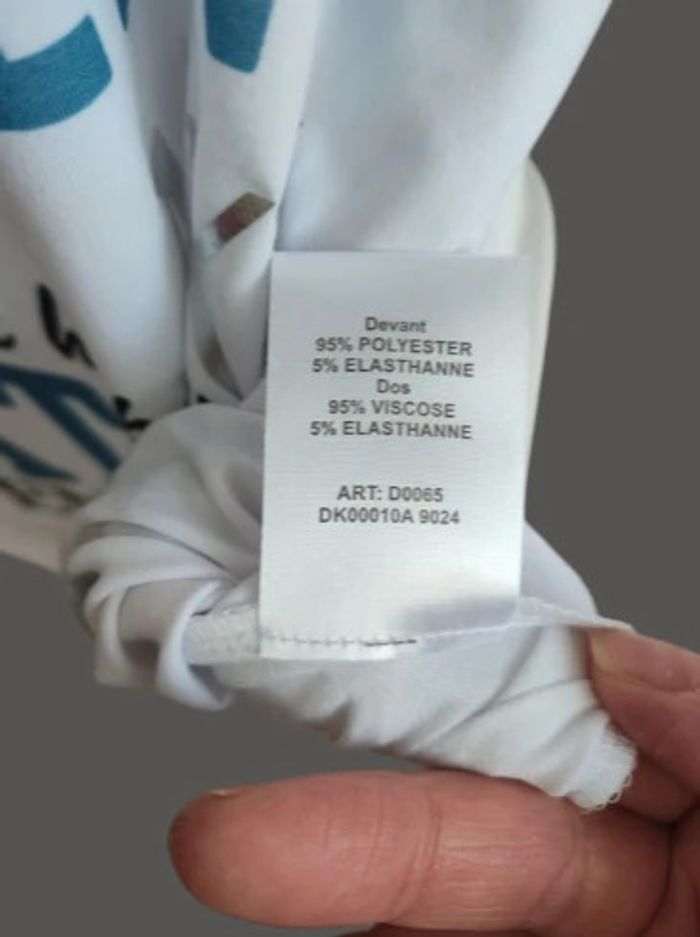 Devant
95% POLYESTER
5% ELASTHANNE
Dos
95% VISCOSE
5% ELASTHANNE
ART: D0065
DK00010A 9024